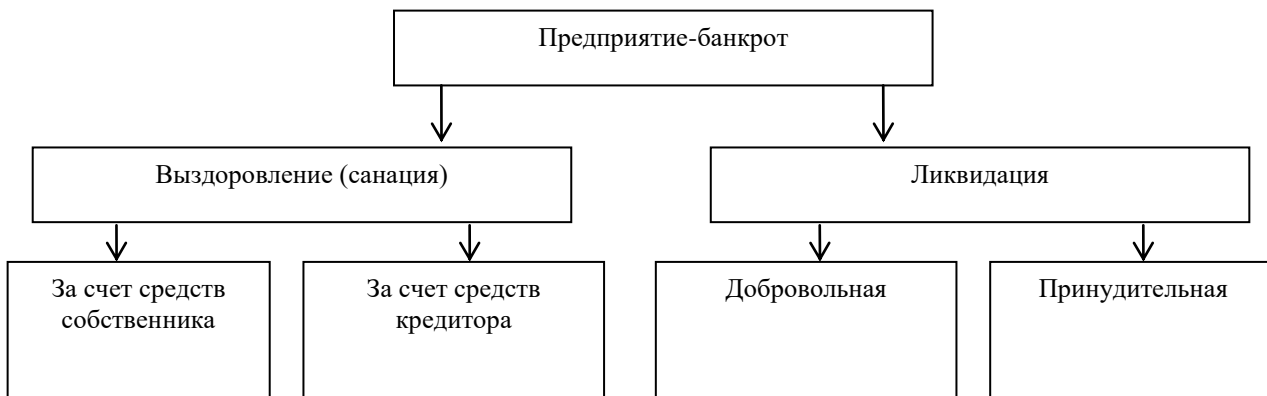 Предприятие-банкрот
Выздоровление (санация)
Ликвидация
За счет средств
собственника
За счет средств
кредитора
Добровольная
Принудительная